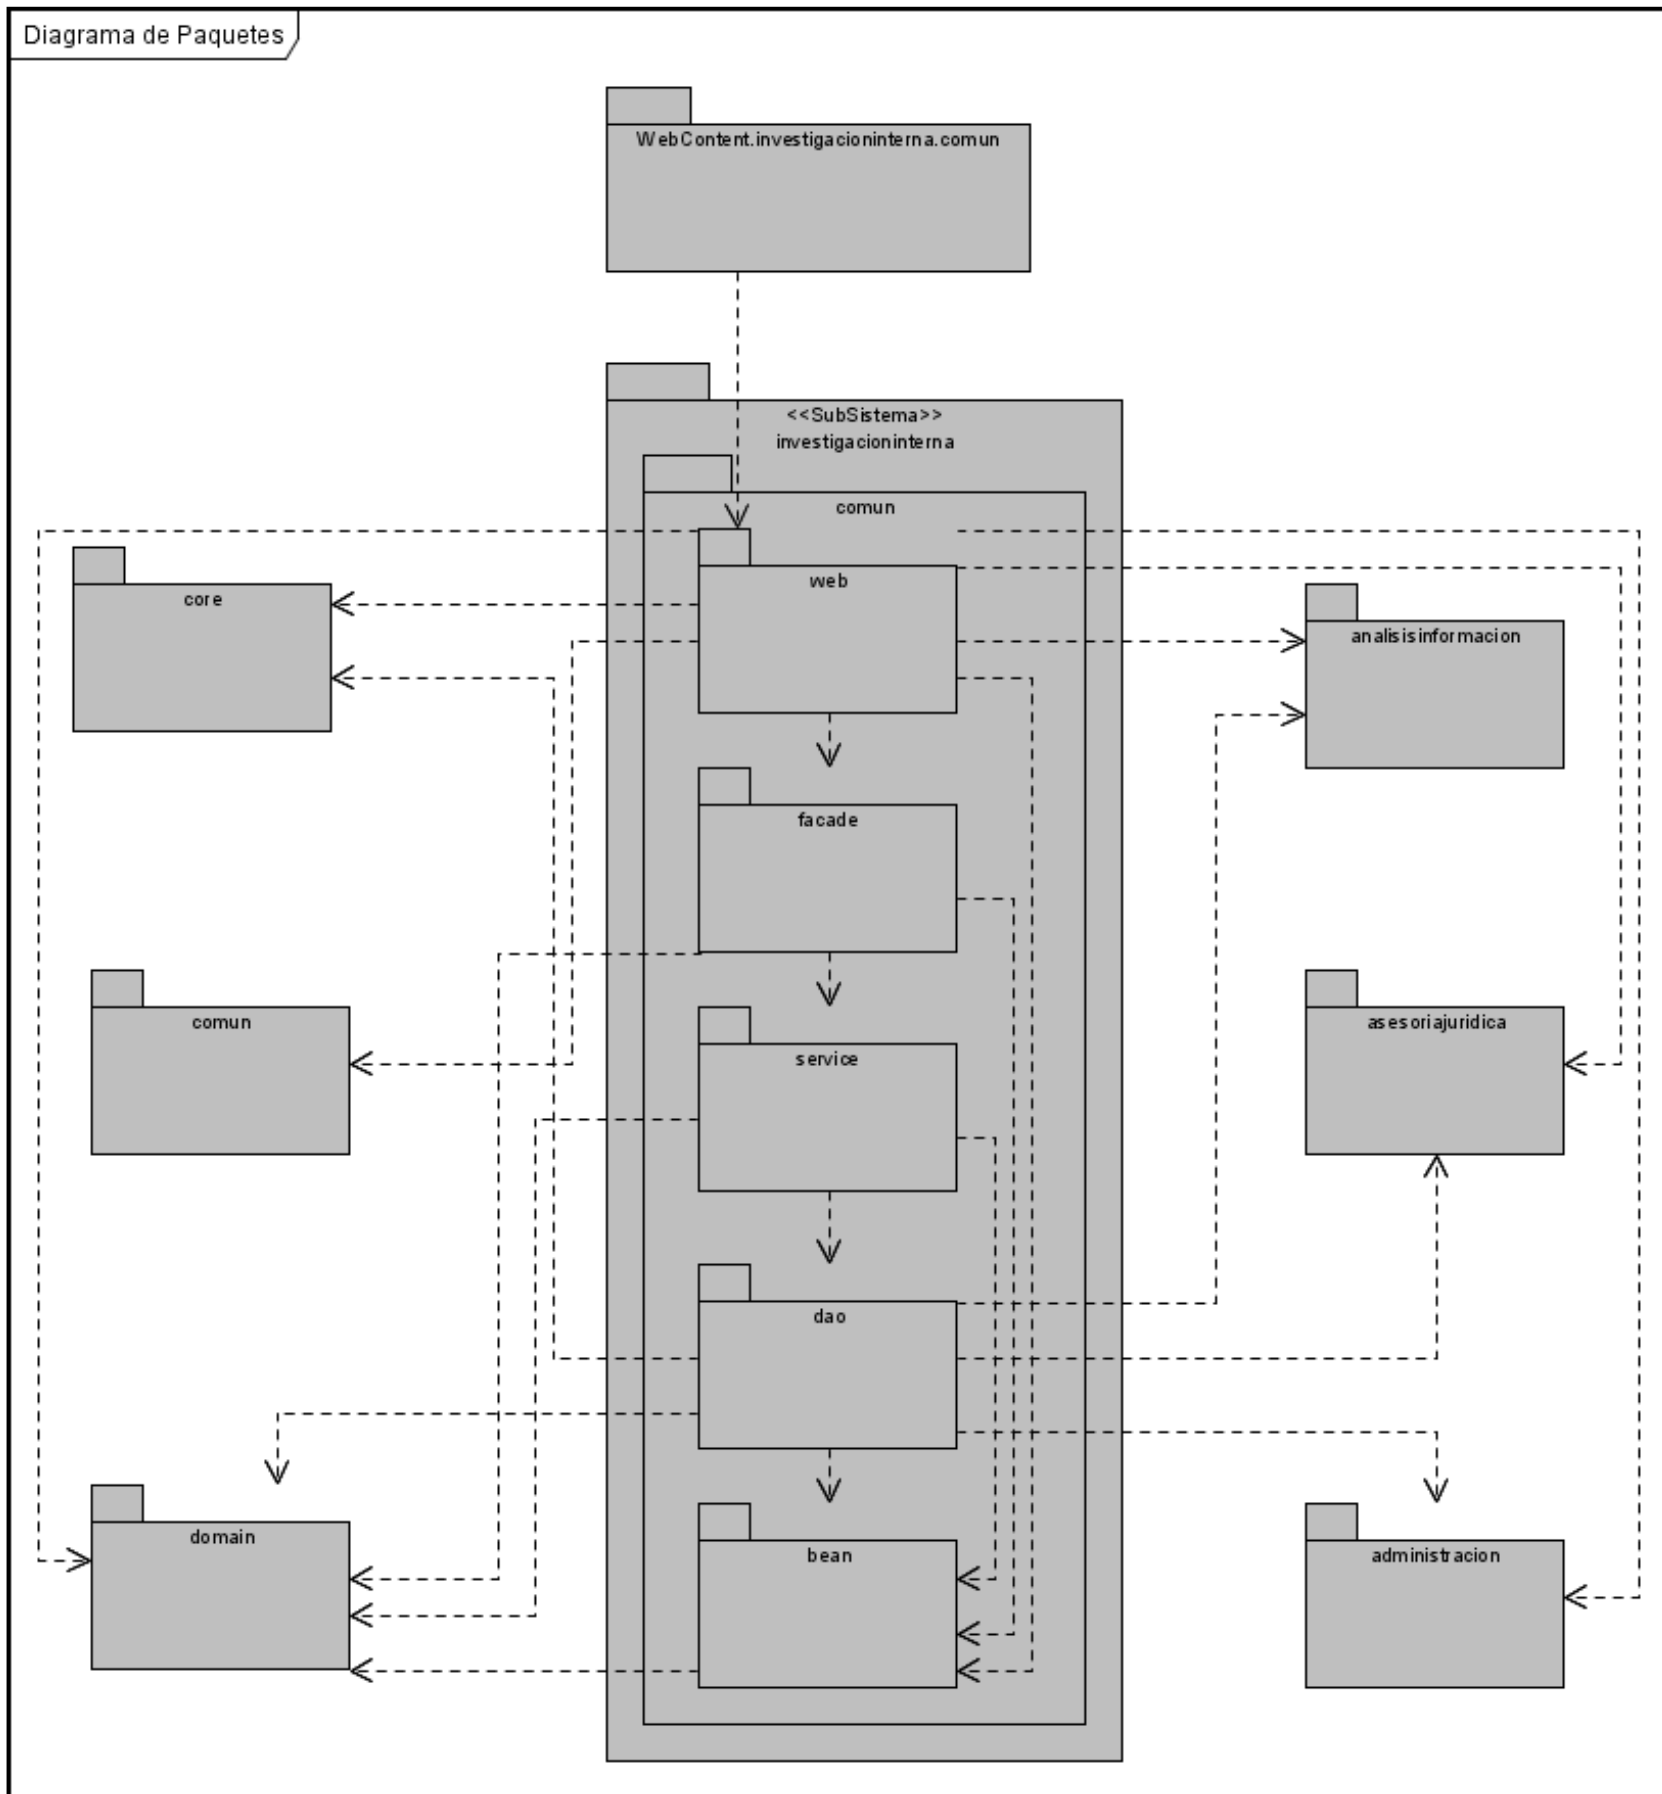 Diagrama de Paquetes
WebContent.investigacioninterna.comun
<<SubSistema>>
investigacioninterna
comun
web
core
analisisinformacion
facade
comun
asesoriajuridica
service
dao
domain
bean
administracion